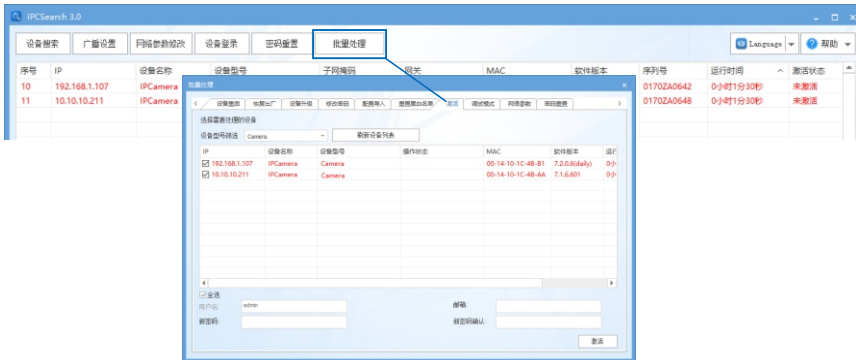 IPCSearch 3.0
设备搜索 广播设置 网络参数修改 设备登录 密码重置 批量处理 Language 帮助
序号 IP 设备名称 设备型号 子网掩码 网关 MAC 软件版本 序列号 运行时间 激活状态
10 192.168.1.107 IPCamera 0170ZA0642 0小时1分30秒 未激活
11 10.10.10.211 IPCamera 0170ZA0648 0小时1分30秒 未激活
批量处理
设备重启 恢复出厂 设备升级 修改密码 配置导入 重置黑白名单 激活 调试模式 网络参数 密码重置
选择需要处理的设备
设备型号筛选 Camera 刷新设备列表
IP 设备名称 设备型号 操作状态 MAC 软件版本 运行
192.168.1.107 IPCamera Camera 00-14-10-1C-4B-B1 7.2.0.6(daily) 0小
10.10.10.211 IPCamera Camera 00-14-10-1C-4B-AA 7.1.6.601 0小
全选
用户名: admin 邮箱:
新密码: 新密码确认:
激活